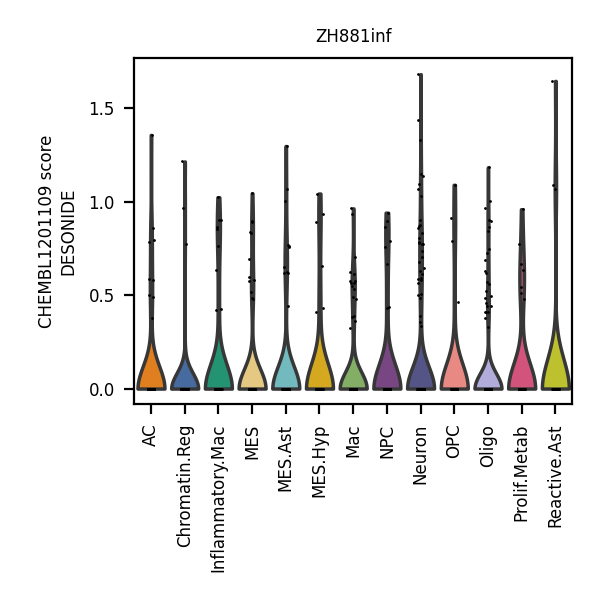 ZH881inf
CHEMBL1201109 score
DESONIDE
1.5
1.0
0.5
0.0
AC
Chromatin.Reg
Inflammatory.Mac
MES
MES.Ast
MES.Hyp
Mac
NPC
Neuron
OPC
Oligo
Prolif.Metab
Reactive.Ast